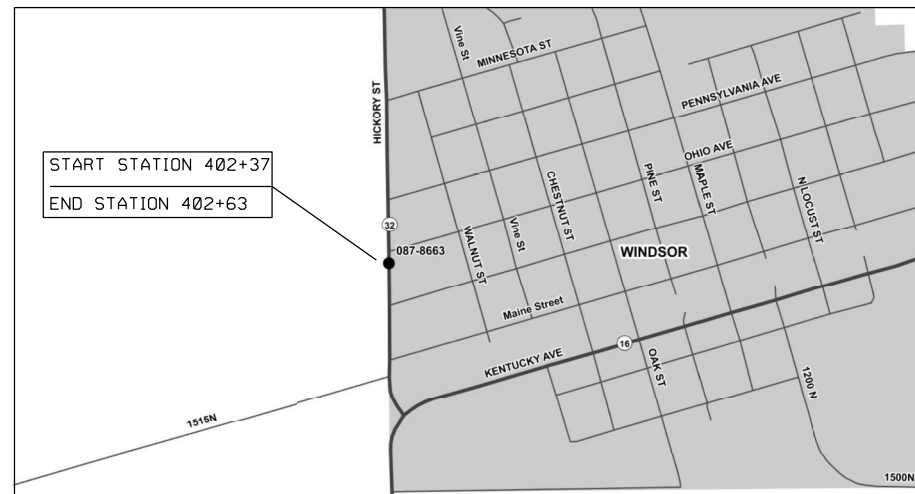 Vine St
MINNESOTA ST
HICKORY ST
PENNSYLVANIA AVE
START STATION 402+37
END STATION 402+63
OHIO AVE
PINE ST
MAPLE ST
CHESTNUT ST
N LOCUST ST
32
087-8663
WALNUT ST
Vine St
WINDSOR
Maine Street
16
KENTUCKY AVE
OAK ST
1200 N
1515N
1500N